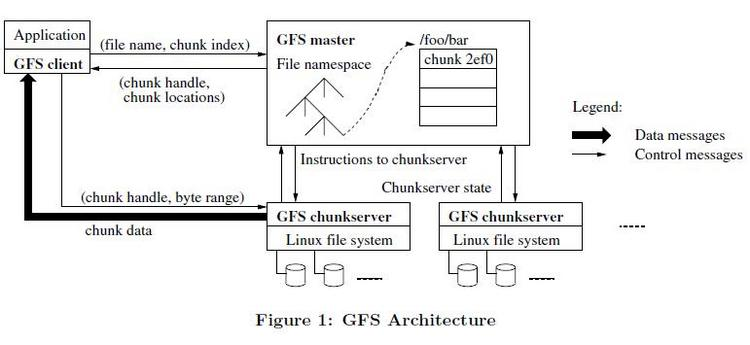 Application
GFS client
(file name, chunk index)
(chunk handle,
chunk locations)
GFS master
File namespace
/foo/bar
chunk 2ef0
Legend:
Data messages
Control messages
Instructions to chunkserver
Chunkserver state
(chunk handle, byte range)
chunk data
GFS chunkserver
Linux file system
GFS chunkserver
Linux file system
Figure 1: GFS Architecture